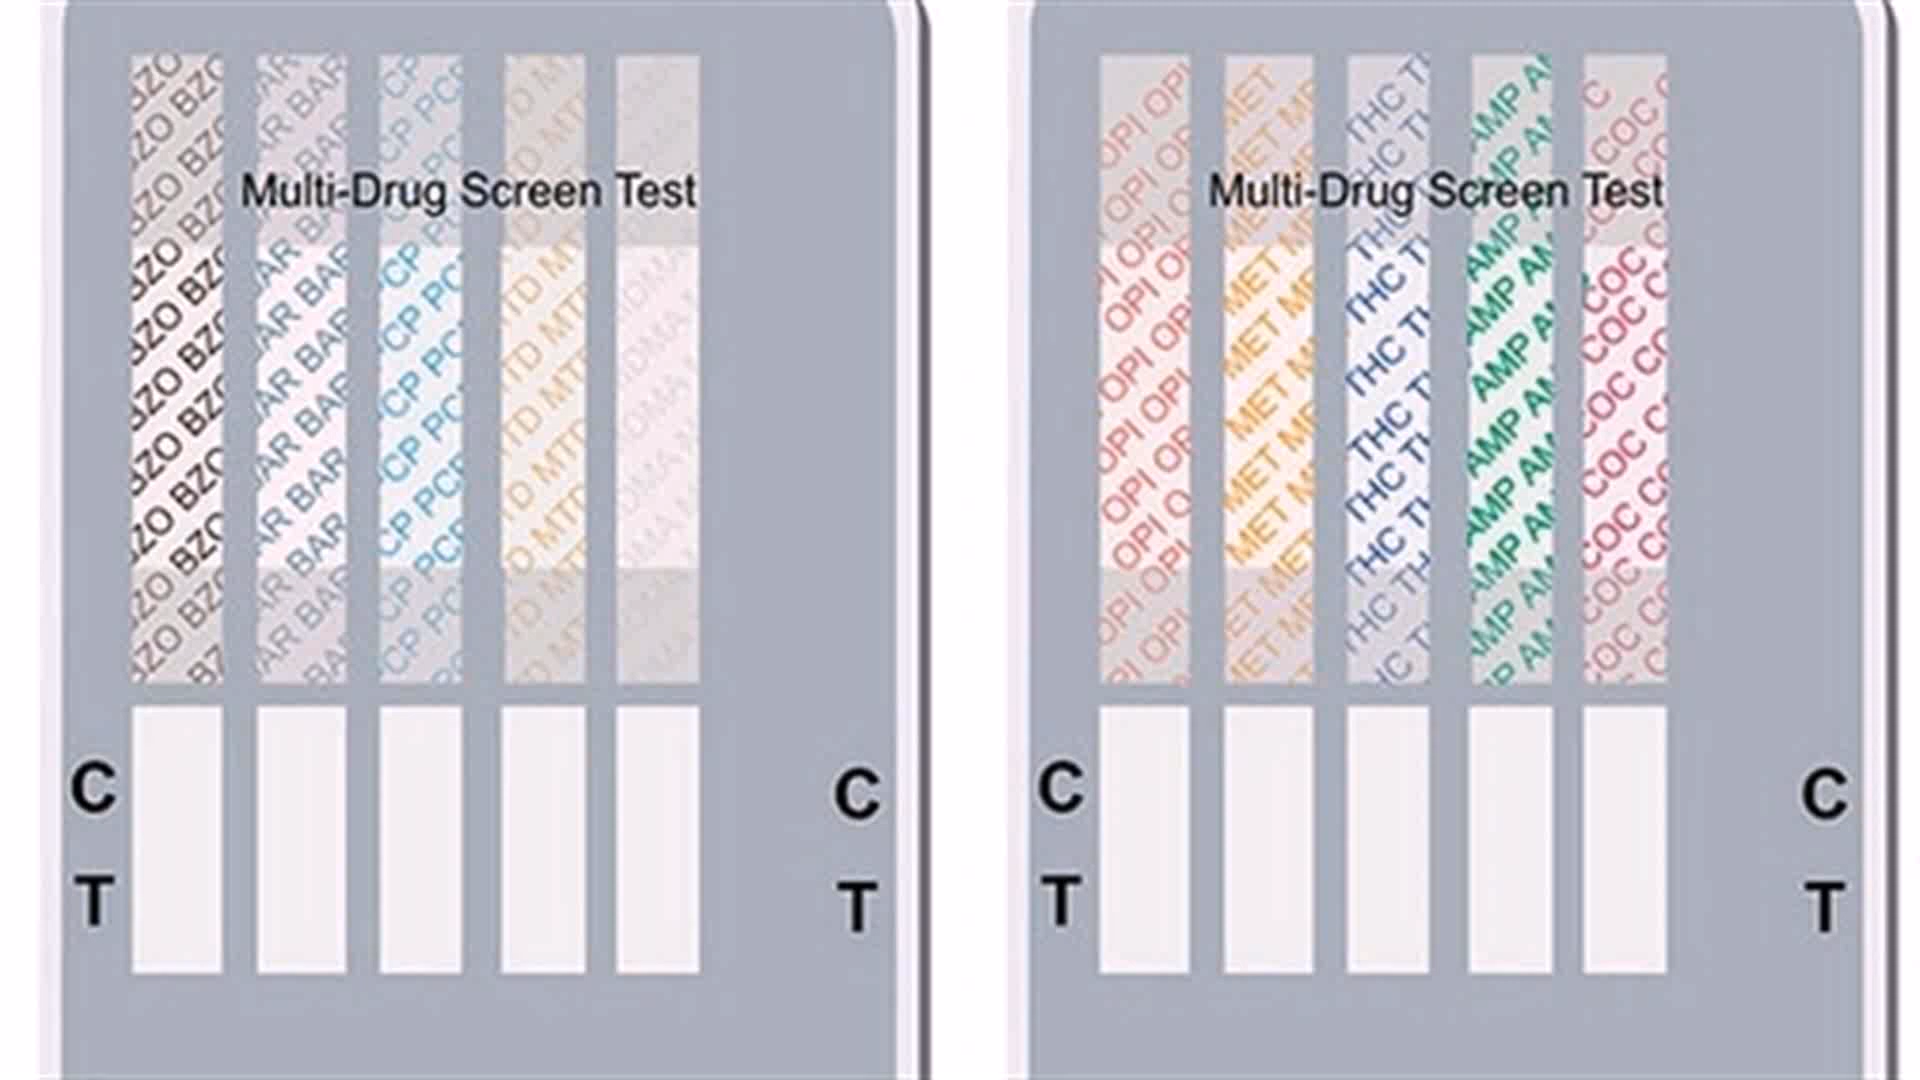 BZO BZO
BAR BAR
PCP PCP
MTD MTD
MDMA
Multi-Drug Screen Test
C
T
C
T
OPI OPI
MET MET
THC THC
AMP AMP
COC COC
Multi-Drug Screen Test
C
T
C
T